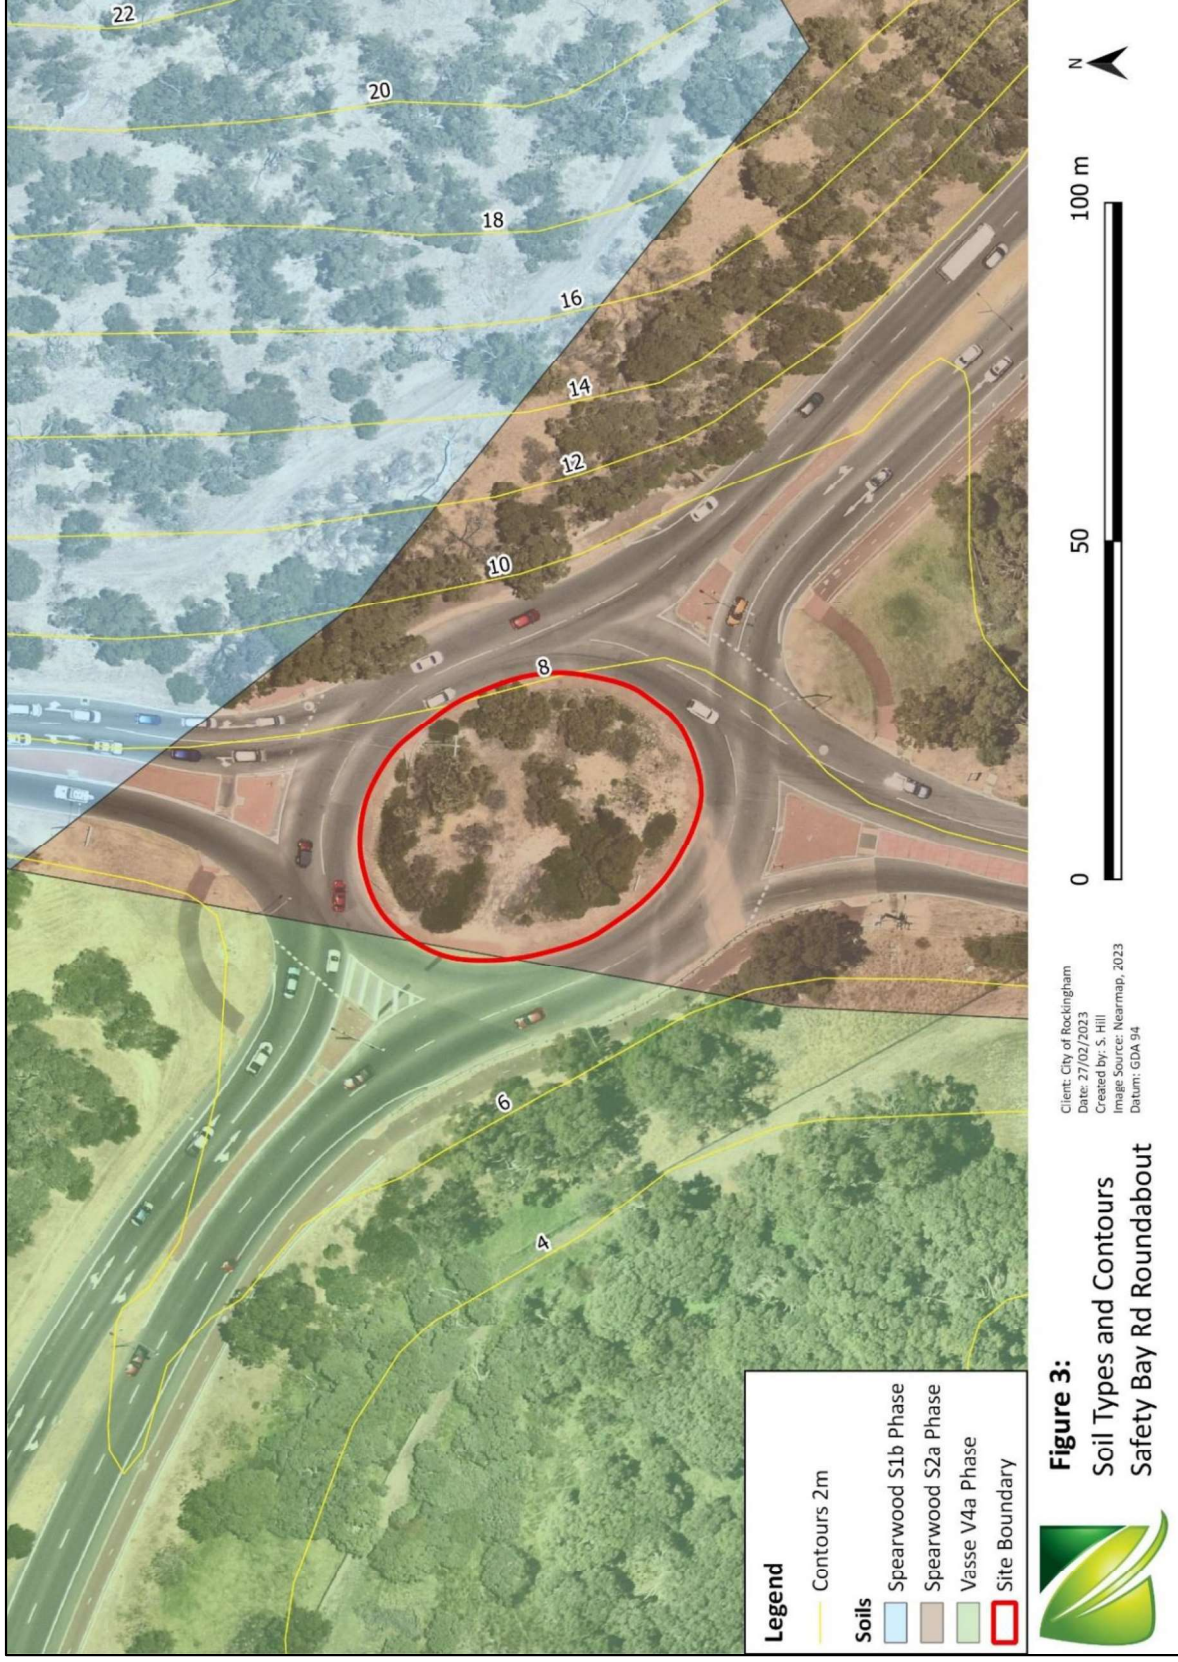 22
20
18
16
14
12
10
8
6
4
Legend
Contours 2m
Soils
Spearwood S1b Phase
Spearwood S2a Phase
Vasse V4a Phase
Site Boundary
Figure 3:
Soil Types and Contours
Safety Bay Rd Roundabout
Client: City of Rockingham
Date: 27/02/2023
Created by: S. Hill
Image Source: Nearmap, 2023
Datum: GDA 94
0 50 100 m
N